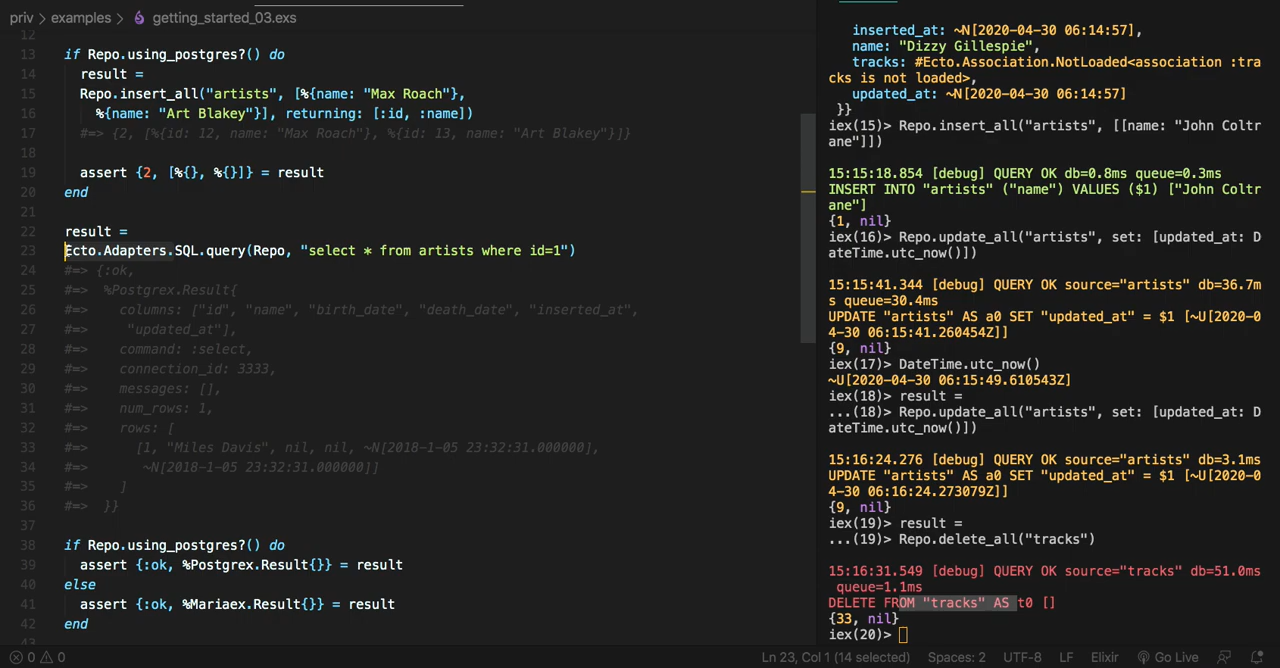 priv > examples > getting_started_03.exs
12
13 if Repo.using_postgres?() do
14 result =
15 Repo.insert_all("artists", [%{name: "Max Roach"},
16 %{name: "Art Blakey"}], returning: [:id, :name])
17 #=> {2, [%{id: 12, name: "Max Roach"}, %{id: 13, name: "Art Blakey"}]}
18
19 assert {2, [%{}, %{}]} = result
20 end
21
22 result =
23 Ecto.Adapters.SQL.query(Repo, "select * from artists where id=1")
24 #=> {:ok,
25 #=> %Postgrex.Result{
26 #=> columns: ["id", "name", "birth_date", "death_date", "inserted_at",
27 #=> "updated_at"],
28 #=> command: :select,
29 #=> connection_id: 3333,
30 #=> messages: [],
31 #=> num_rows: 1,
32 #=> rows: [
33 #=> [1, "Miles Davis", nil, nil, ~N[2018-1-05 23:32:31.000000],
34 #=> ~N[2018-1-05 23:32:31.000000]]
35 #=> ]
36 #=> }}
37
38 if Repo.using_postgres?() do
39 assert {:ok, %Postgrex.Result{}} = result
40 else
41 assert {:ok, %Mariaex.Result{}} = result
42 end
43
inserted_at: ~N[2020-04-30 06:14:57],
name: "Dizzy Gillespie",
tracks: #Ecto.Association.NotLoaded<association :tra
cks is not loaded>,
updated_at: ~N[2020-04-30 06:14:57]
}}
iex(15)> Repo.insert_all("artists", [[name: "John Coltr
ane"]])
15:15:18.854 [debug] QUERY OK db=0.8ms queue=0.3ms
INSERT INTO "artists" ("name") VALUES ($1) ["John Coltr
ane"]
{1, nil}
iex(16)> Repo.update_all("artists", set: [updated_at: D
ateTime.utc_now()])
15:15:41.344 [debug] QUERY OK source="artists" db=36.7m
s queue=30.4ms
UPDATE "artists" AS a0 SET "updated_at" = $1 [~U[2020-0
4-30 06:15:41.260454Z]]
{9, nil}
iex(17)> DateTime.utc_now()
~U[2020-04-30 06:15:49.610543Z]
iex(18)> result =
...(18)> Repo.update_all("artists", set: [updated_at: D
ateTime.utc_now()])
15:16:24.276 [debug] QUERY OK source="artists" db=3.1ms
UPDATE "artists" AS a0 SET "updated_at" = $1 [~U[2020-0
4-30 06:16:24.273079Z]]
{9, nil}
iex(19)> result =
...(19)> Repo.delete_all("tracks")
15:16:31.549 [debug] QUERY OK source="tracks" db=51.0ms
queue=1.1ms
DELETE FROM "tracks" AS t0 []
{33, nil}
iex(20)>
0 0 Ln 23, Col 1 (14 selected) Spaces: 2 UTF-8 LF Elixir Go Live